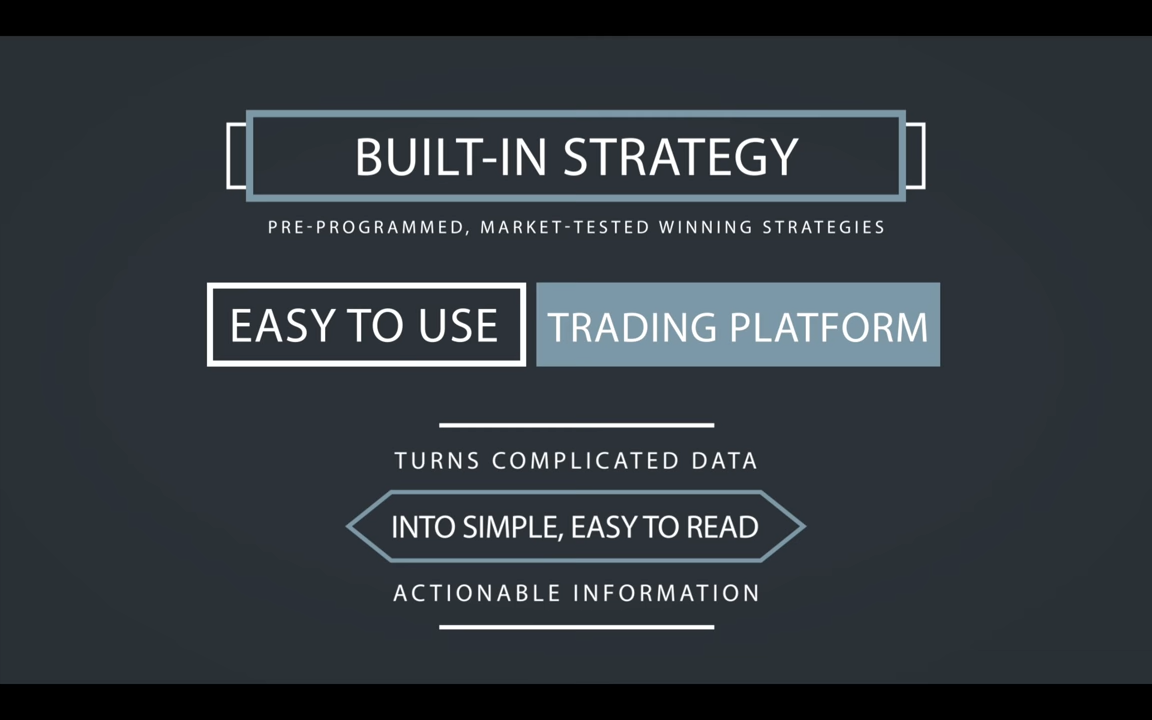 BUILT-IN STRATEGY
PRE-PROGRAMMED, MARKET-TESTED WINNING STRATEGIES
EASY TO USE TRADING PLATFORM
TURNS COMPLICATED DATA
INTO SIMPLE, EASY TO READ
ACTIONABLE INFORMATION